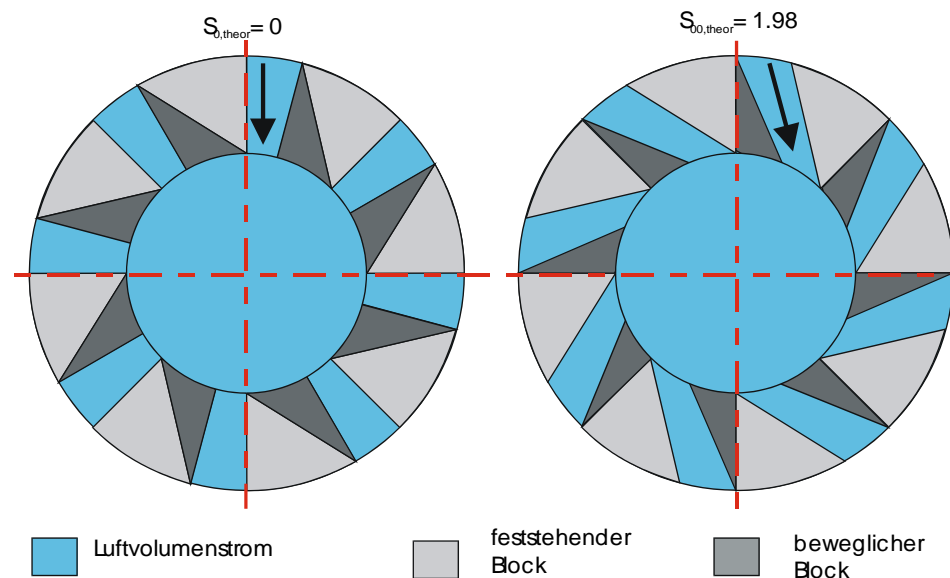 S0,theor= 0
S00,theor= 1.98
Luftvolumenstrom
feststehender
Block
beweglicher
Block